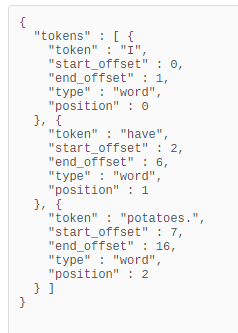 {
  "tokens" : [ {
    "token" : "I",
    "start_offset" : 0,
    "end_offset" : 1,
    "type" : "word",
    "position" : 0
  }, {
    "token" : "have",
    "start_offset" : 2,
    "end_offset" : 6,
    "type" : "word",
    "position" : 1
  }, {
    "token" : "potatoes.",
    "start_offset" : 7,
    "end_offset" : 16,
    "type" : "word",
    "position" : 2
  } ]
}